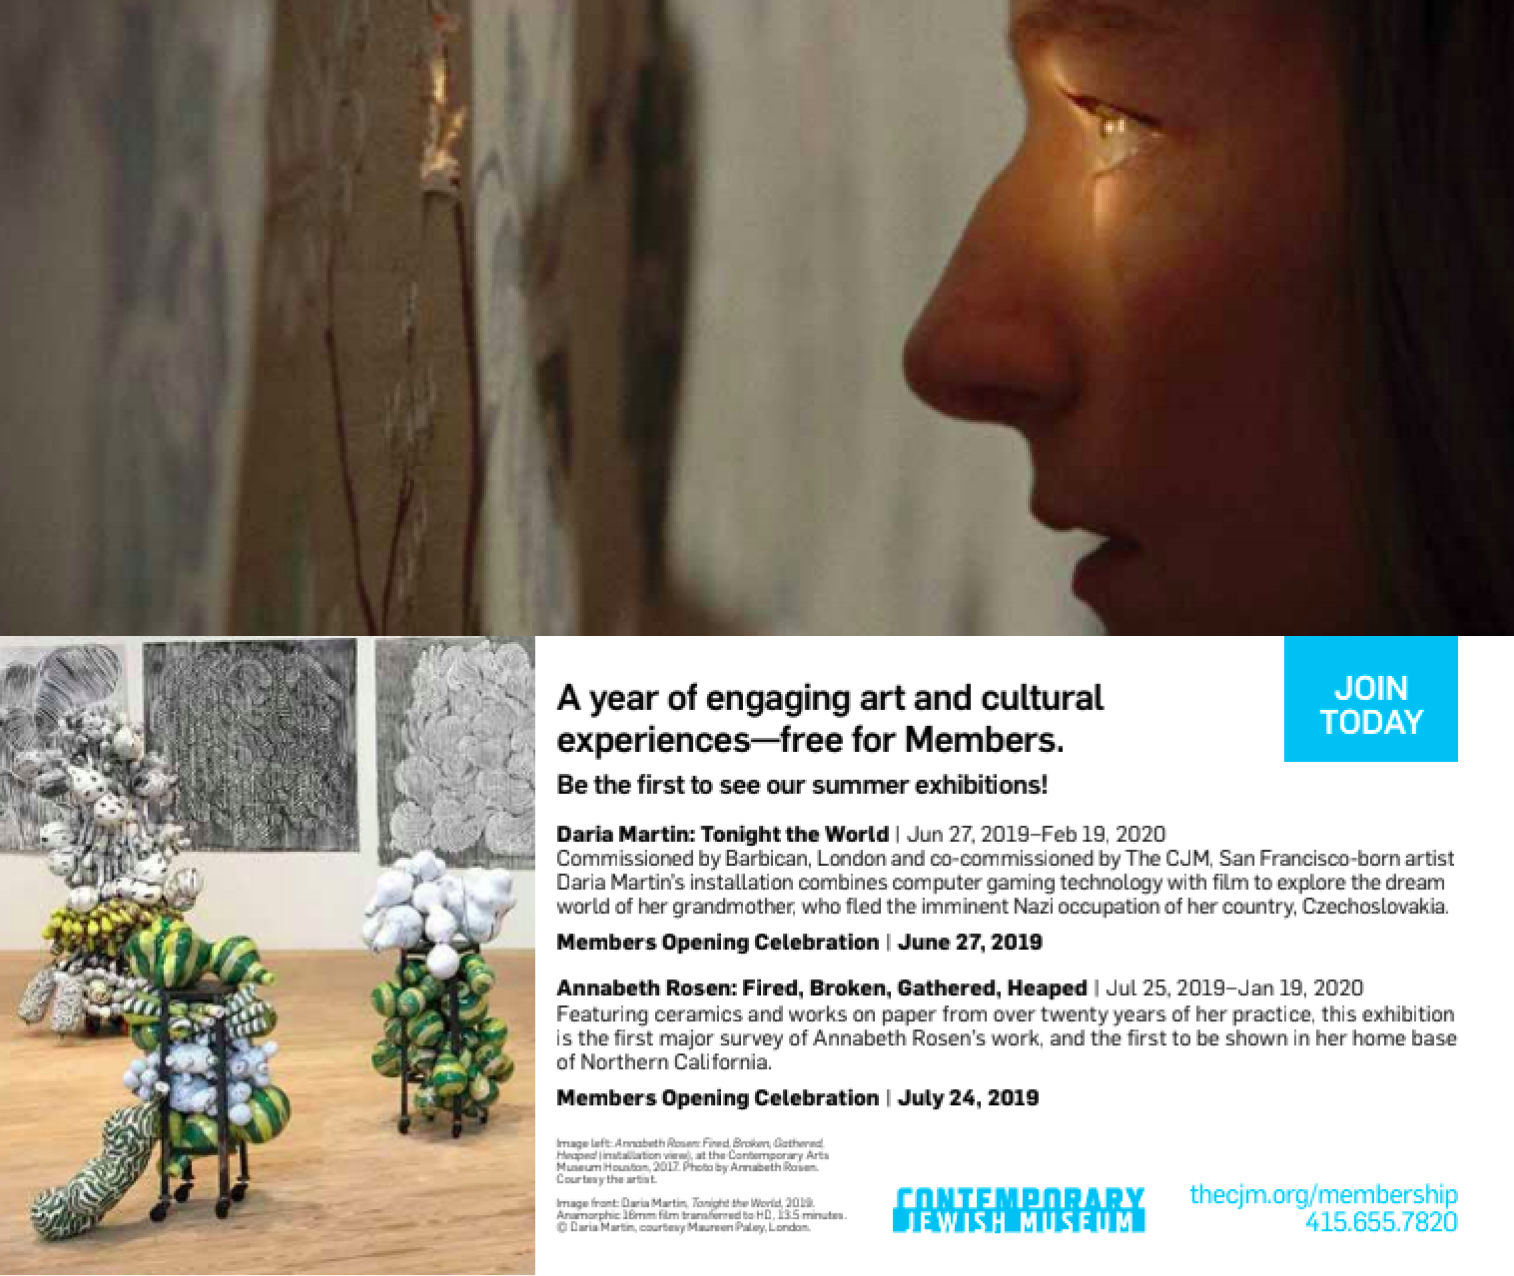 A year of engaging art and cultural
experiences—free for Members.
Be the first to see our summer exhibitions!
JOIN
TODAY
Daria Martin: Tonight the World | Jun 27, 2019–Feb 19, 2020
Commissioned by Barbican, London and co-commissioned by The CJM, San Francisco-born artist
Daria Martin's installation combines computer gaming technology with film to explore the dream
world of her grandmother, who fled the imminent Nazi occupation of her country, Czechoslovakia.
Members Opening Celebration | June 27, 2019
Annabeth Rosen: Fired, Broken, Gathered, Heaped | Jul 25, 2019–Jan 19, 2020
Featuring ceramics and works on paper from over twenty years of her practice, this exhibition
is the first major survey of Annabeth Rosen's work, and the first to be shown in her home base
of Northern California.
Members Opening Celebration | July 24, 2019
Image left: Annabeth Rosen: Fired, Broken, Gathered,
Heaped (installation view), at the Contemporary Arts
Museum Houston, 2017. Photo by Annabeth Rosen.
Courtesy the artist.
Image front: Daria Martin, Tonight the World, 2019.
Anamorphic 16mm film transferred to HD, 13.5 minutes.
© Daria Martin, courtesy Maureen Paley, London.
CONTEMPORARY
JEWISH MUSEUM
thecjm.org/membership
415.655.7820